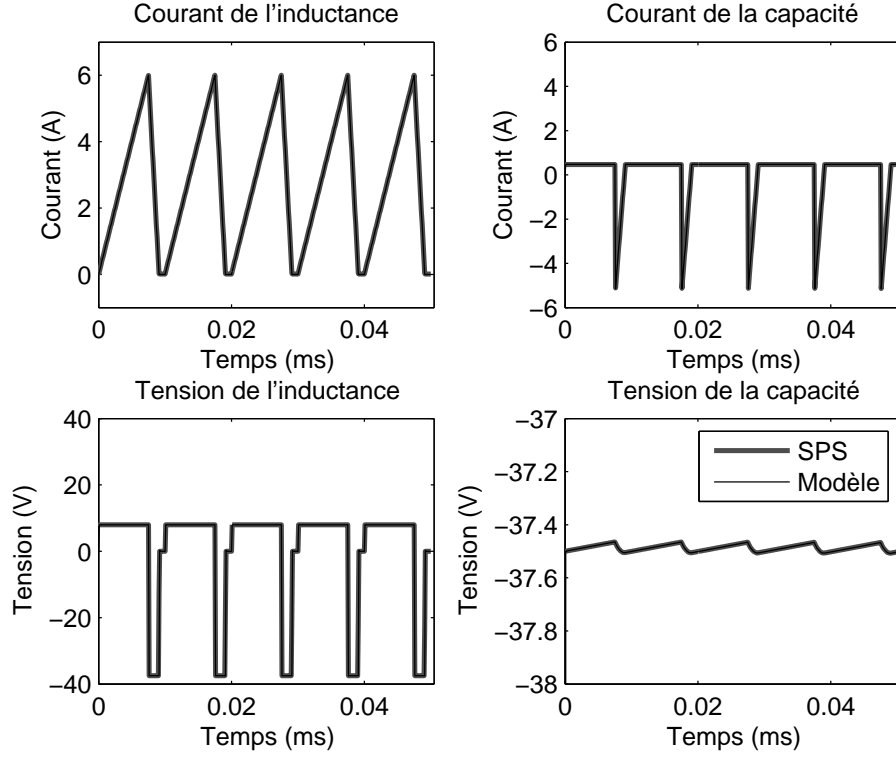 Courant de l'inductance
Courant (A)
6
4
2
0
0
0.02
0.04
Temps (ms)
Courant de la capacité
Courant (A)
6
4
2
0
−2
−4
−6
0
0.02
0.04
Temps (ms)
Tension de l'inductance
Tension (V)
40
20
0
−20
−40
0
0.02
0.04
Temps (ms)
Tension de la capacité
Tension (V)
−37
−37.2
−37.4
−37.6
−37.8
−38
0
0.02
0.04
Temps (ms)
SPS
Modèle